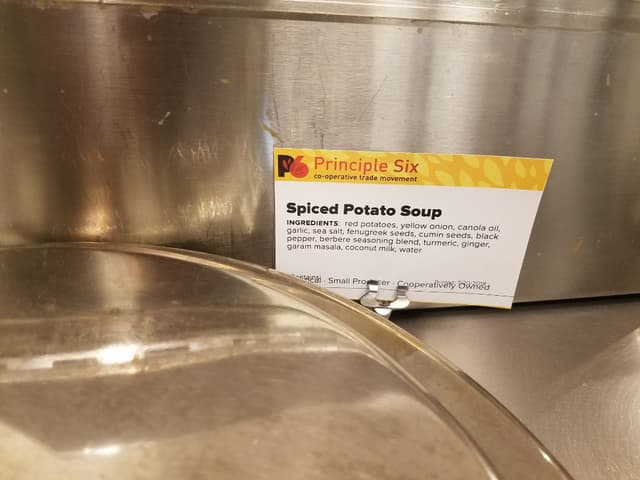 P6 Principle Six
co-operative trade movement
Spiced Potato Soup
INGREDIENTS: red potatoes, yellow onion, canola oil,
garlic, sea salt, fenugreek seeds, cumin seeds, black
pepper, berbere seasoning blend, turmeric, ginger,
garam masala, coconut milk, water
- Small Producer - Cooperatively Owned